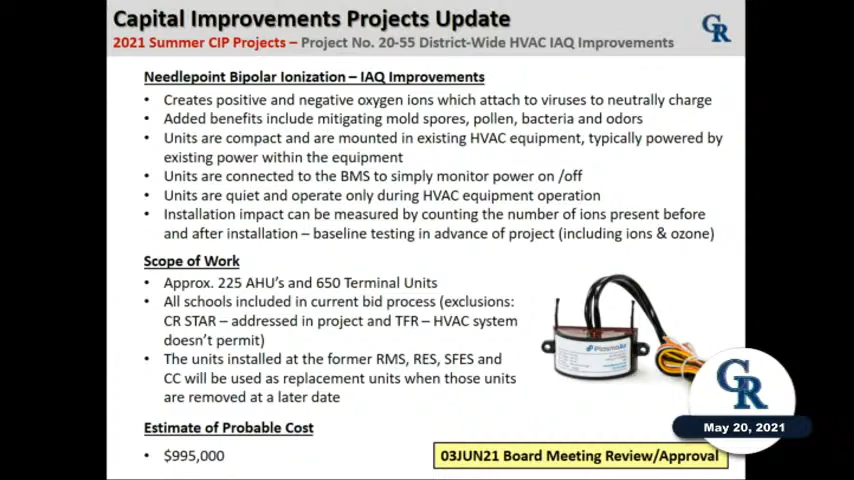 Capital Improvements Projects Update
2021 Summer CIP Projects – Project No. 20-55 District-Wide HVAC IAQ Improvements
CR
Needlepoint Bipolar Ionization – IAQ Improvements
• Creates positive and negative oxygen ions which attach to viruses to neutrally charge
• Added benefits include mitigating mold spores, pollen, bacteria and odors
• Units are compact and are mounted in existing HVAC equipment, typically powered by
existing power within the equipment
• Units are connected to the BMS to simply monitor power on /off
• Units are quiet and operate only during HVAC equipment operation
• Installation impact can be measured by counting the number of ions present before
and after installation – baseline testing in advance of project (including ions & ozone)
Scope of Work
• Approx. 225 AHU's and 650 Terminal Units
• All schools included in current bid process (exclusions:
CR STAR – addressed in project and TFR – HVAC system
doesn't permit)
• The units installed at the former RMS, RES, SFES and
CC will be used as replacement units when those units
are removed at a later date
PlasmaAir
Estimate of Probable Cost
• $995,000
03JUN21 Board Meeting Review/Approval
CR
May 20, 2021